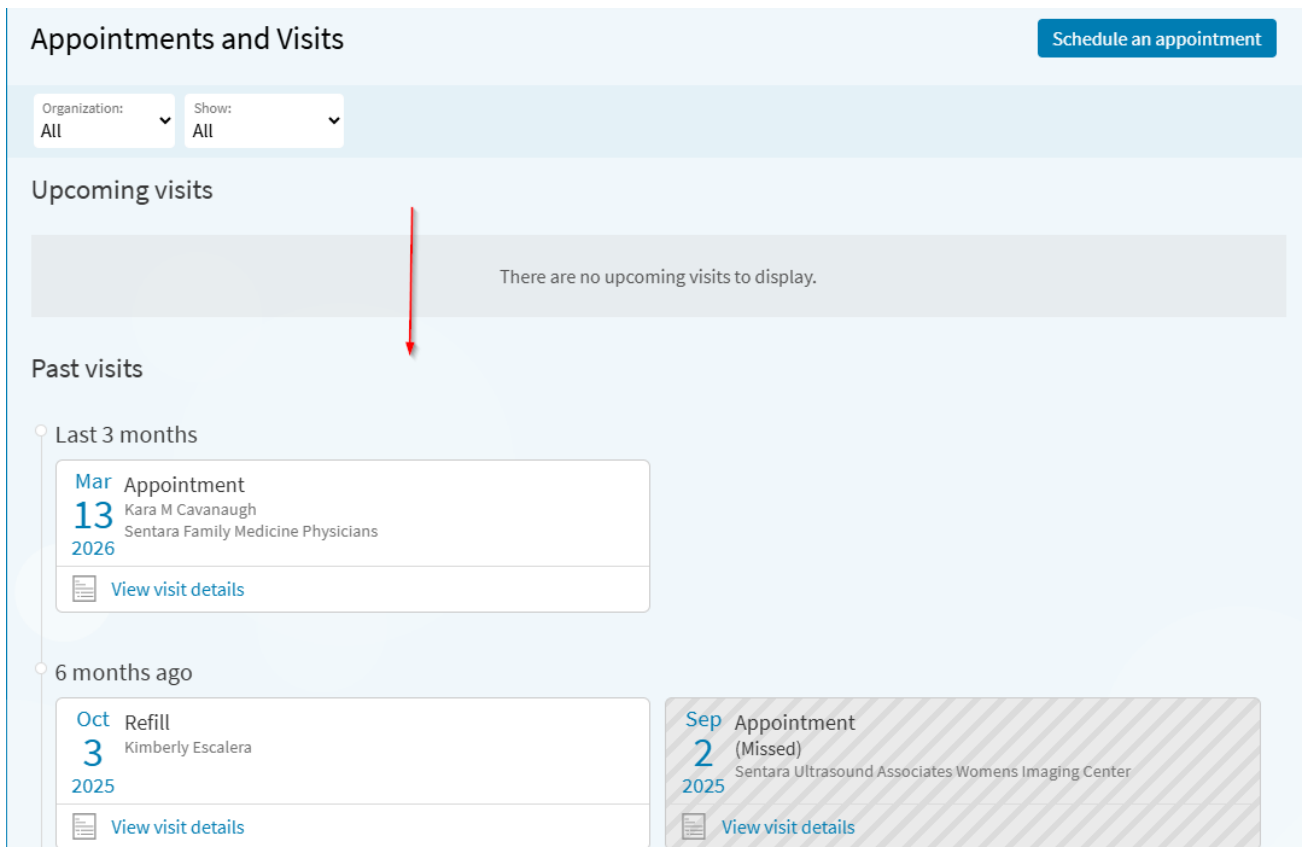 Appointments and Visits
Schedule an appointment
Organization:
All
Show:
All
Upcoming visits
There are no upcoming visits to display.
Past visits
Last 3 months
Mar
13
2026
Appointment
Kara M Cavanaugh
Sentara Family Medicine Physicians
View visit details
6 months ago
Oct
3
2025
Refill
Kimberly Escalera
View visit details
Sep
2
2025
Appointment
(Missed)
Sentara Ultrasound Associates Womens Imaging Center
View visit details